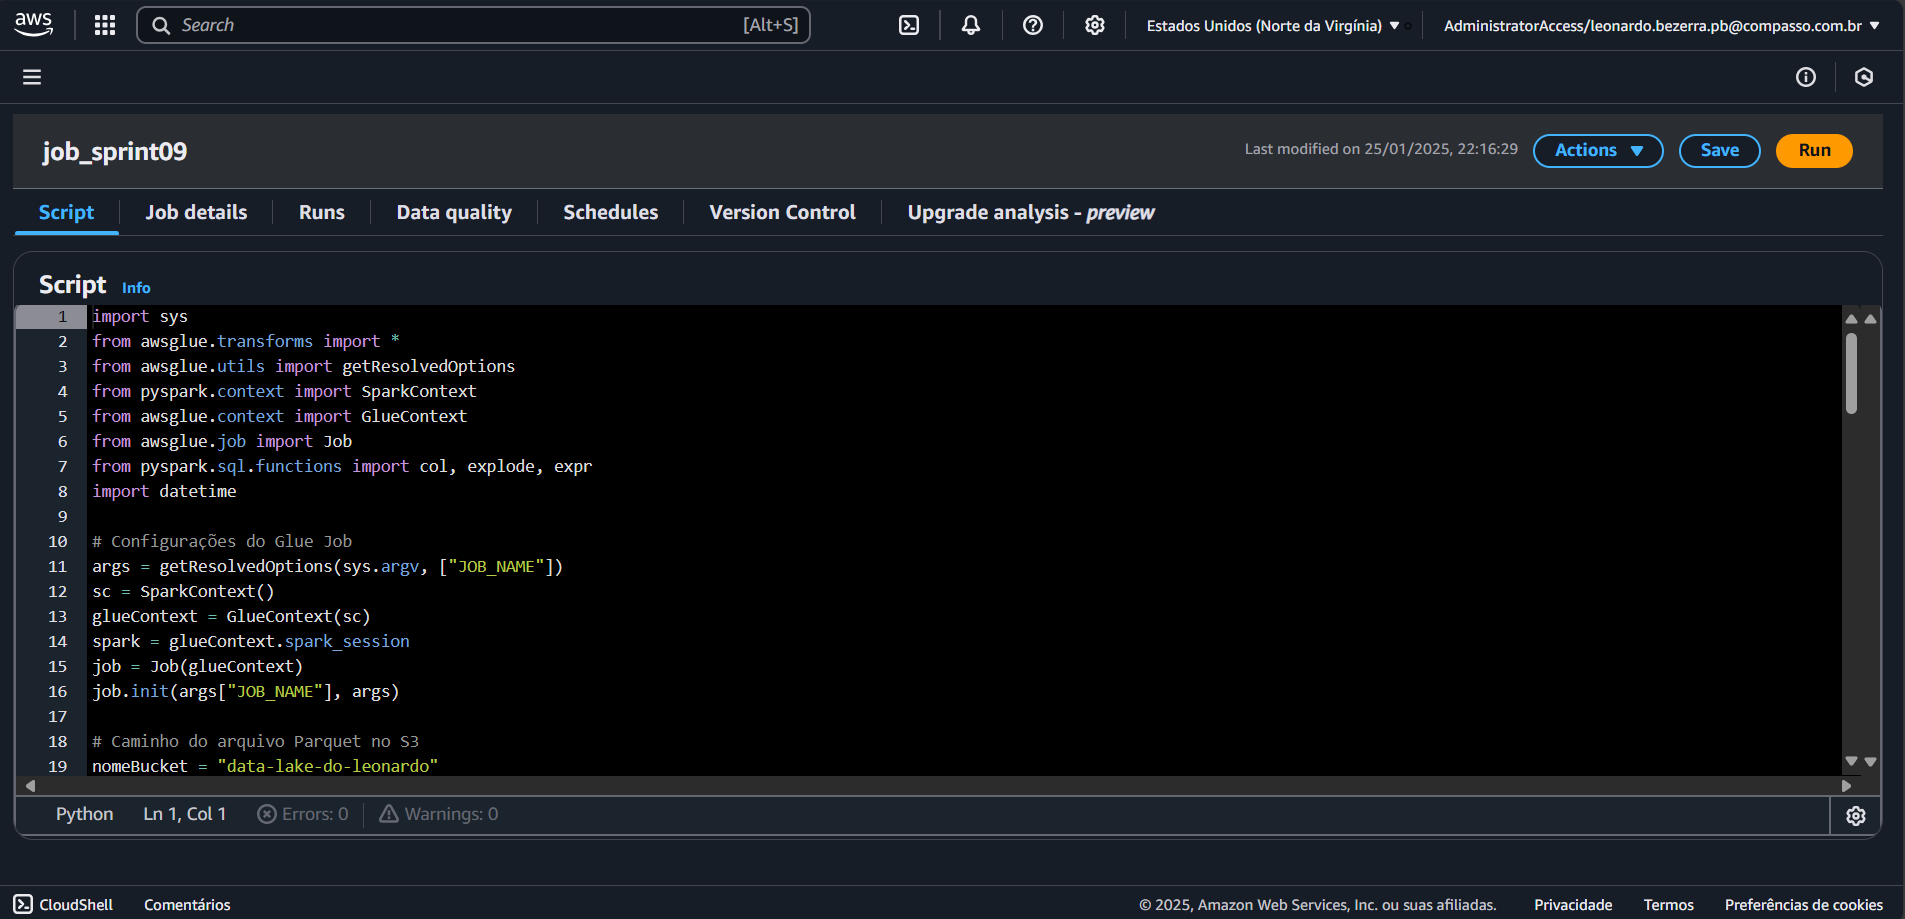 aws Search [Alt+S] Estados Unidos (Norte da Virgínia) AdministratorAccess/leonardo.bezerra.pb@compasso.com.br
job_sprint09 Last modified on 25/01/2025, 22:16:29 Actions Save Run
Script Job details Runs Data quality Schedules Version Control Upgrade analysis - preview
Script Info
1 import sys
2 from awsglue.transforms import *
3 from awsglue.utils import getResolvedOptions
4 from pyspark.context import SparkContext
5 from awsglue.context import GlueContext
6 from awsglue.job import Job
7 from pyspark.sql.functions import col, explode, expr
8 import datetime
9
10 # Configurações do Glue Job
11 args = getResolvedOptions(sys.argv, ["JOB_NAME"])
12 sc = SparkContext()
13 glueContext = GlueContext(sc)
14 spark = glueContext.spark_session
15 job = Job(glueContext)
16 job.init(args["JOB_NAME"], args)
17
18 # Caminho do arquivo Parquet no S3
19 nomeBucket = "data-lake-do-leonardo"
Python Ln 1, Col 1 Errors: 0 Warnings: 0
CloudShell Comentários © 2025, Amazon Web Services, Inc. ou suas afiliadas. Privacidade Termos Preferências de cookies